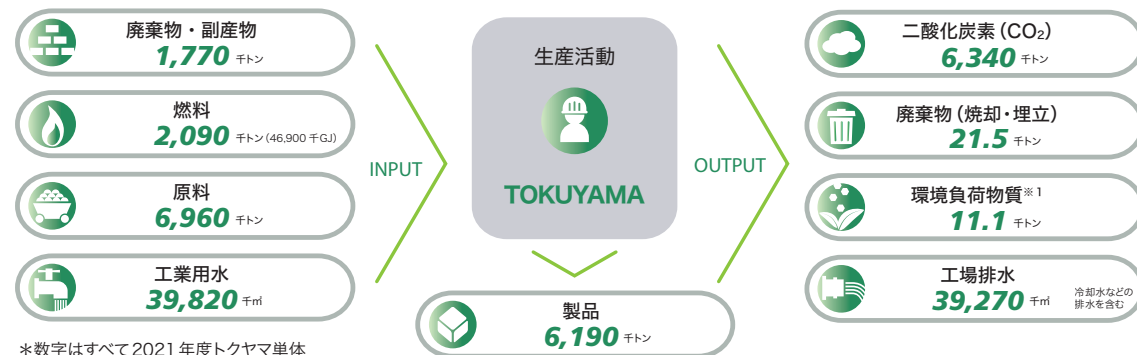 廃棄物・副産物
1,770 千トン
燃料
2,090 千トン(46,900 千GJ)
原料
6,960 千トン
工業用水
39,820 千㎥
INPUT
生産活動
TOKUYAMA
製品
6,190 千トン
OUTPUT
二酸化炭素(CO₂)
6,340 千トン
廃棄物(焼却・埋立)
21.5 千トン
環境負荷物質※1
11.1 千トン
工場排水
39,270 千㎥
冷却水などの
排水を含む
*数字はすべて2021年度トクヤマ単体